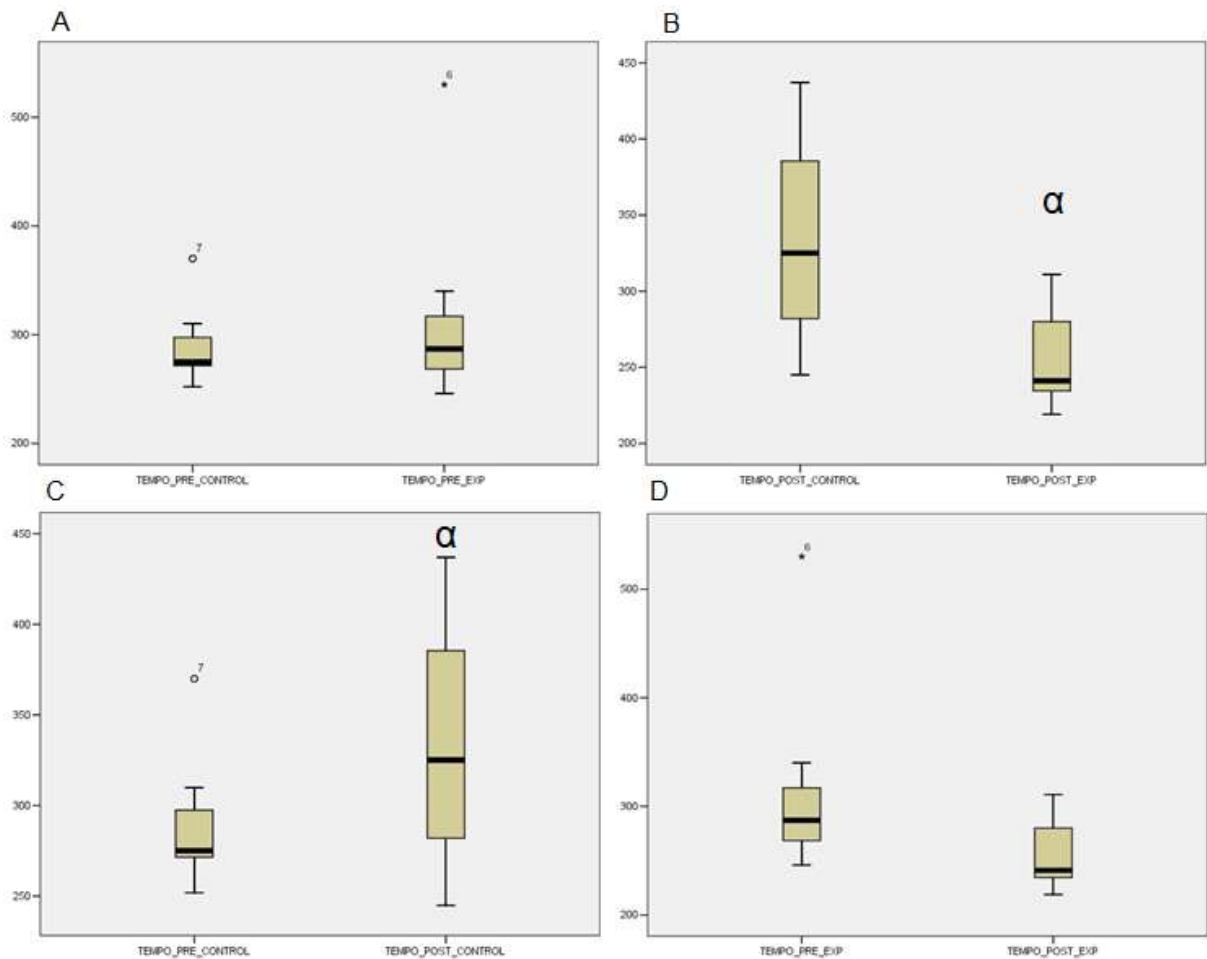 A
500
400
300
200
7
6
*
TEMPO_PRE_CONTROL
TEMPO_PRE_EXP
B
450
400
350
300
250
200
α
TEMPO_POST_CONTROL
TEMPO_POST_EXP
C
450
400
350
300
250
7
α
TEMPO_PRE_CONTROL
TEMPO_POST_CONTROL
D
500
400
300
200
6
*
TEMPO_PRE_EXP
TEMPO_POST_EXP